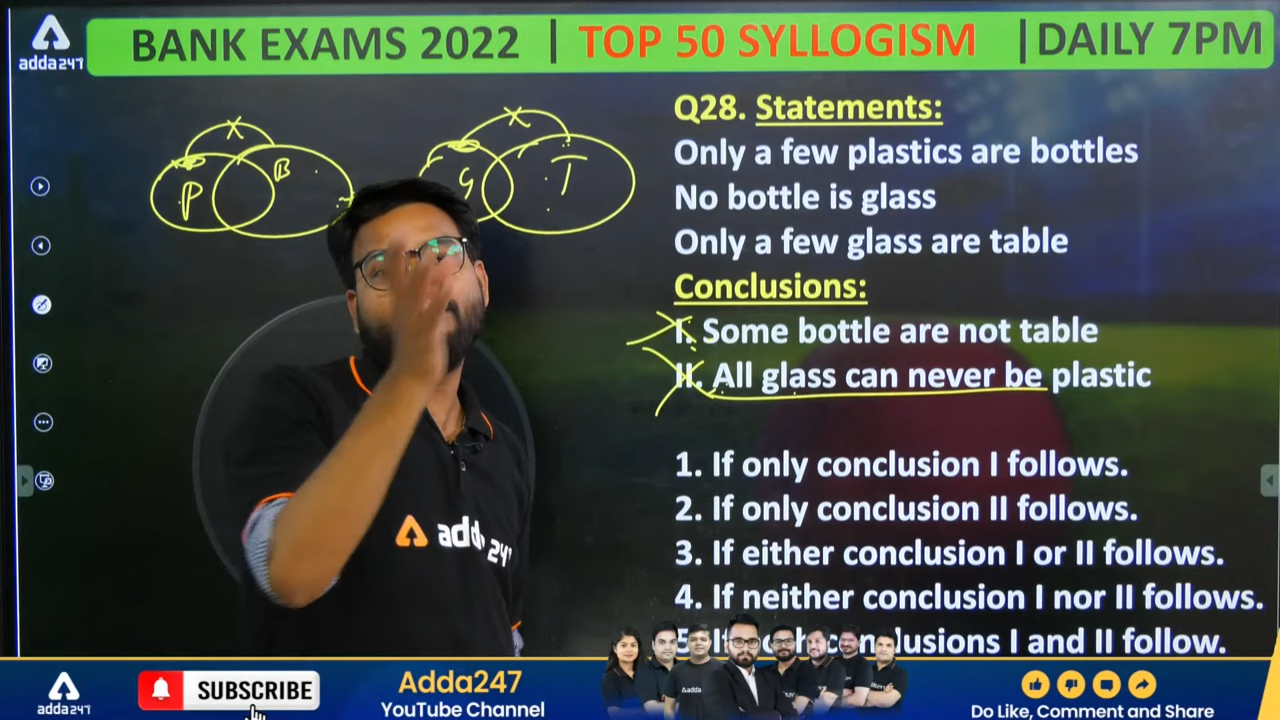 BANK EXAMS 2022 | TOP 50 SYLLOGISM | DAILY 7PM
adda247
Q28. Statements:
Only a few plastics are bottles
No bottle is glass
Only a few glass are table
Conclusions:
I. Some bottle are not table
II. All glass can never be plastic
1. If only conclusion I follows.
2. If only conclusion II follows.
3. If either conclusion I or II follows.
4. If neither conclusion I nor II follows.
5. If both conclusions I and II follow.
P
B
G
T
adda247
adda247
SUBSCRIBE
Adda247
YouTube Channel
Do Like, Comment and Share